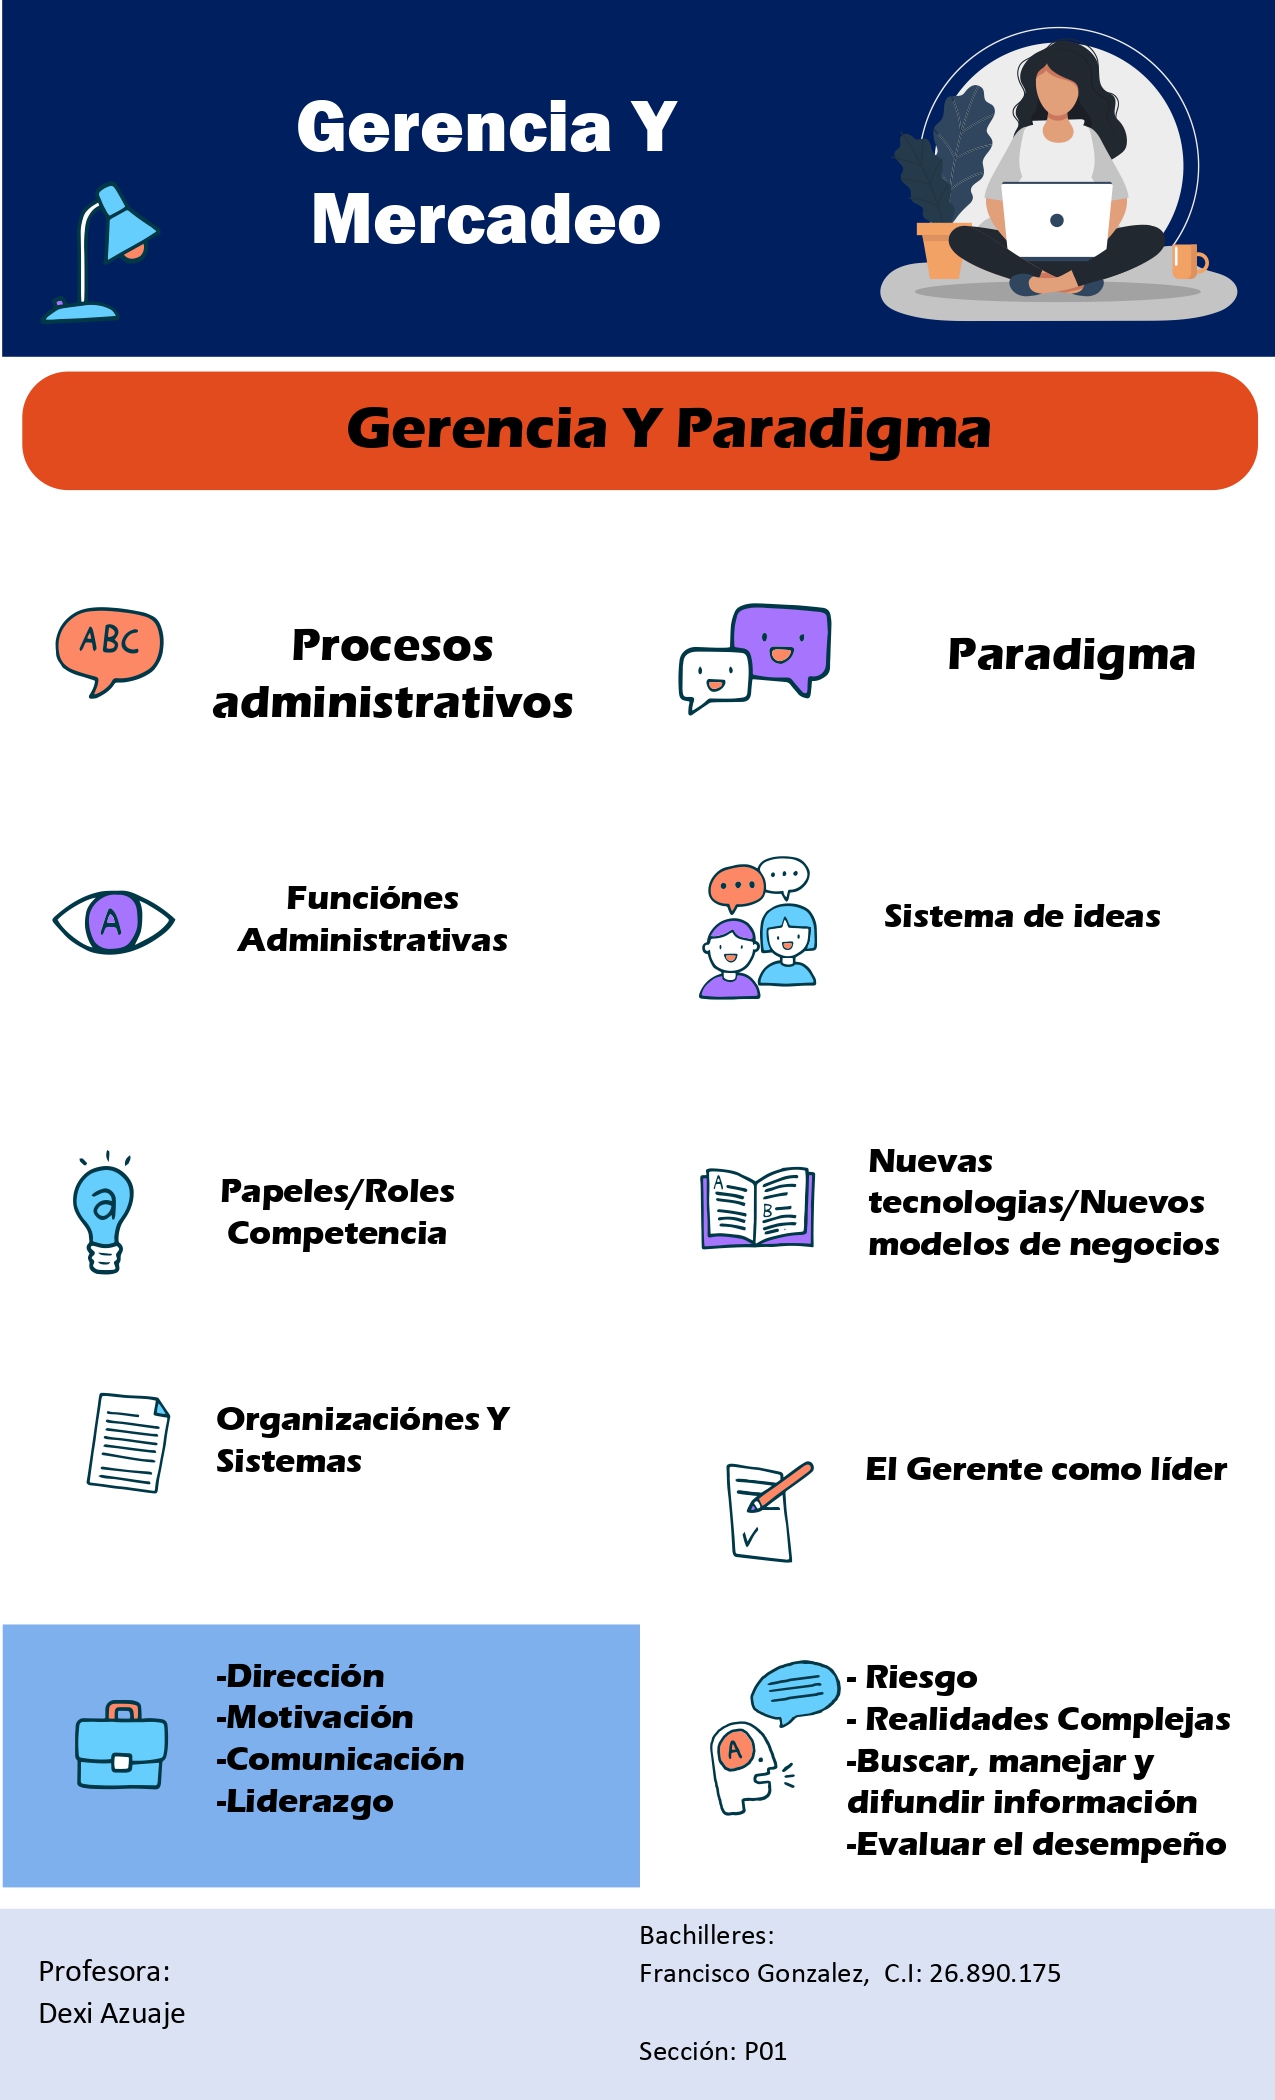 Gerencia Y
Mercadeo
Gerencia Y Paradigma
ABC
Procesos
administrativos
Paradigma
A
Funciónes
Administrativas
Sistema de ideas
a
Papeles/Roles
Competencia
A
B
Nuevas
tecnologias/Nuevos
modelos de negocios
Organizaciónes Y
Sistemas
El Gerente como líder
-Dirección
-Motivación
-Comunicación
-Liderazgo
A
- Riesgo
- Realidades Complejas
-Buscar, manejar y
difundir información
-Evaluar el desempeño
Profesora:
Dexi Azuaje
Bachilleres:
Francisco Gonzalez,  C.I: 26.890.175
Sección: P01